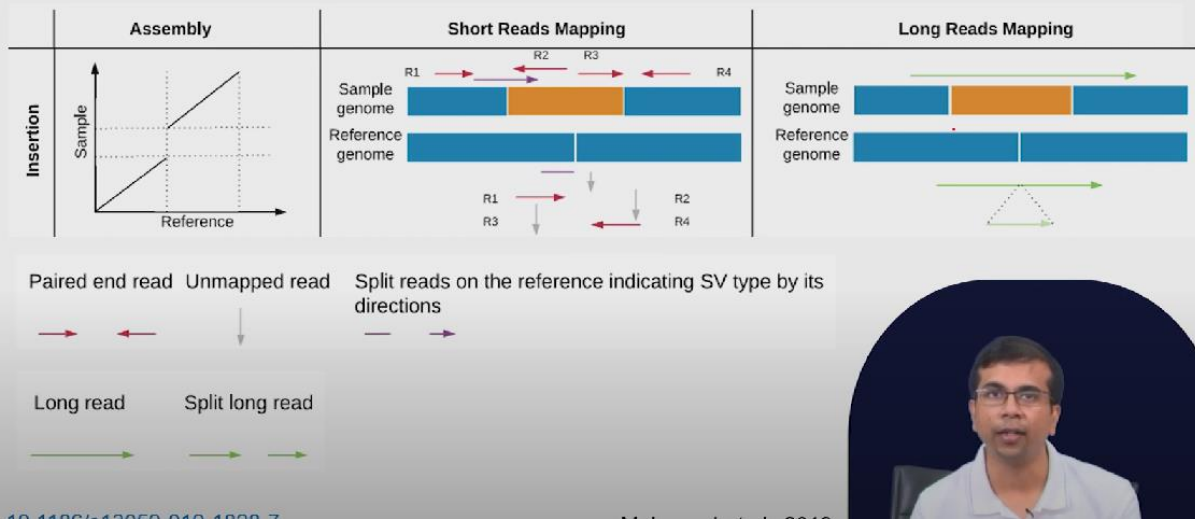 Assembly
Short Reads Mapping
Long Reads Mapping
Insertion
Sample
Reference
R1
R2
R3
R4
Sample
genome
Reference
genome
R1
R2
R3
R4
Sample
genome
Reference
genome
Paired end read
Unmapped read
Split reads on the reference indicating SV type by its
directions
Long read
Split long read